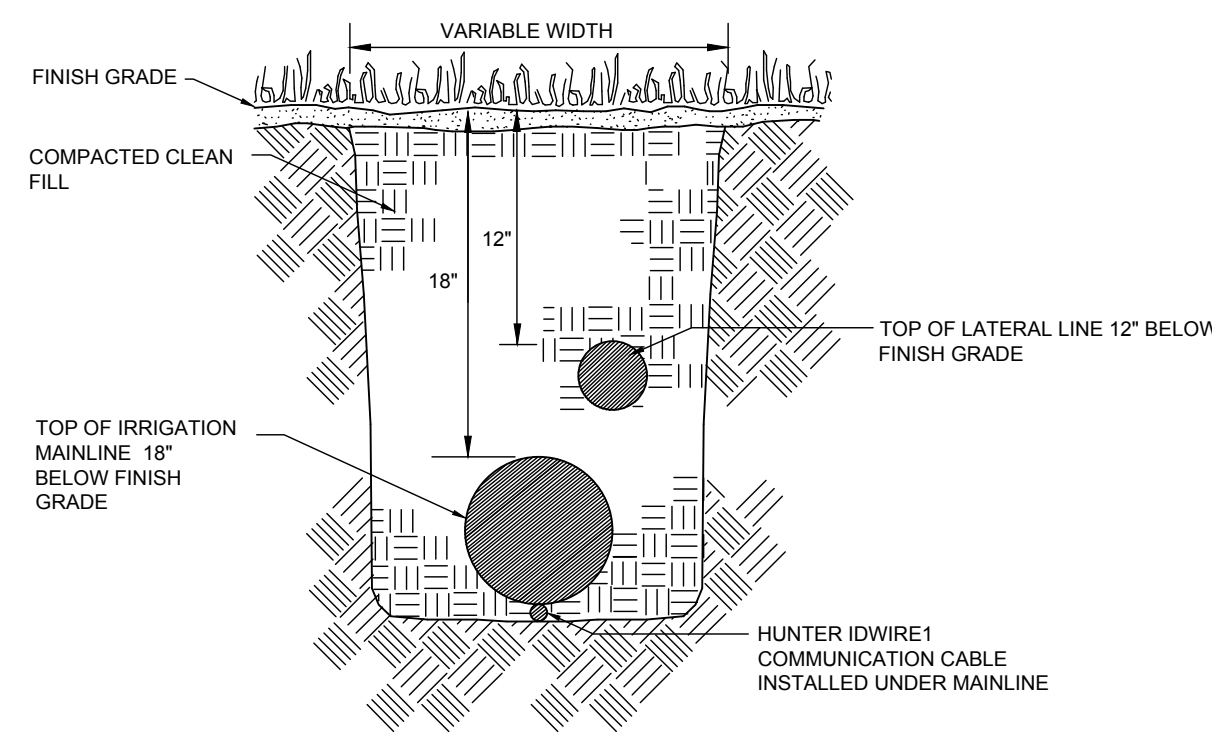 VARIABLE WIDTH
FINISH GRADE
COMPACTED CLEAN
FILL
12"
18"
TOP OF LATERAL LINE 12" BELOW
FINISH GRADE
TOP OF IRRIGATION
MAINLINE 18"
BELOW FINISH
GRADE
HUNTER IDWIRE1
COMMUNICATION CABLE
INSTALLED UNDER MAINLINE